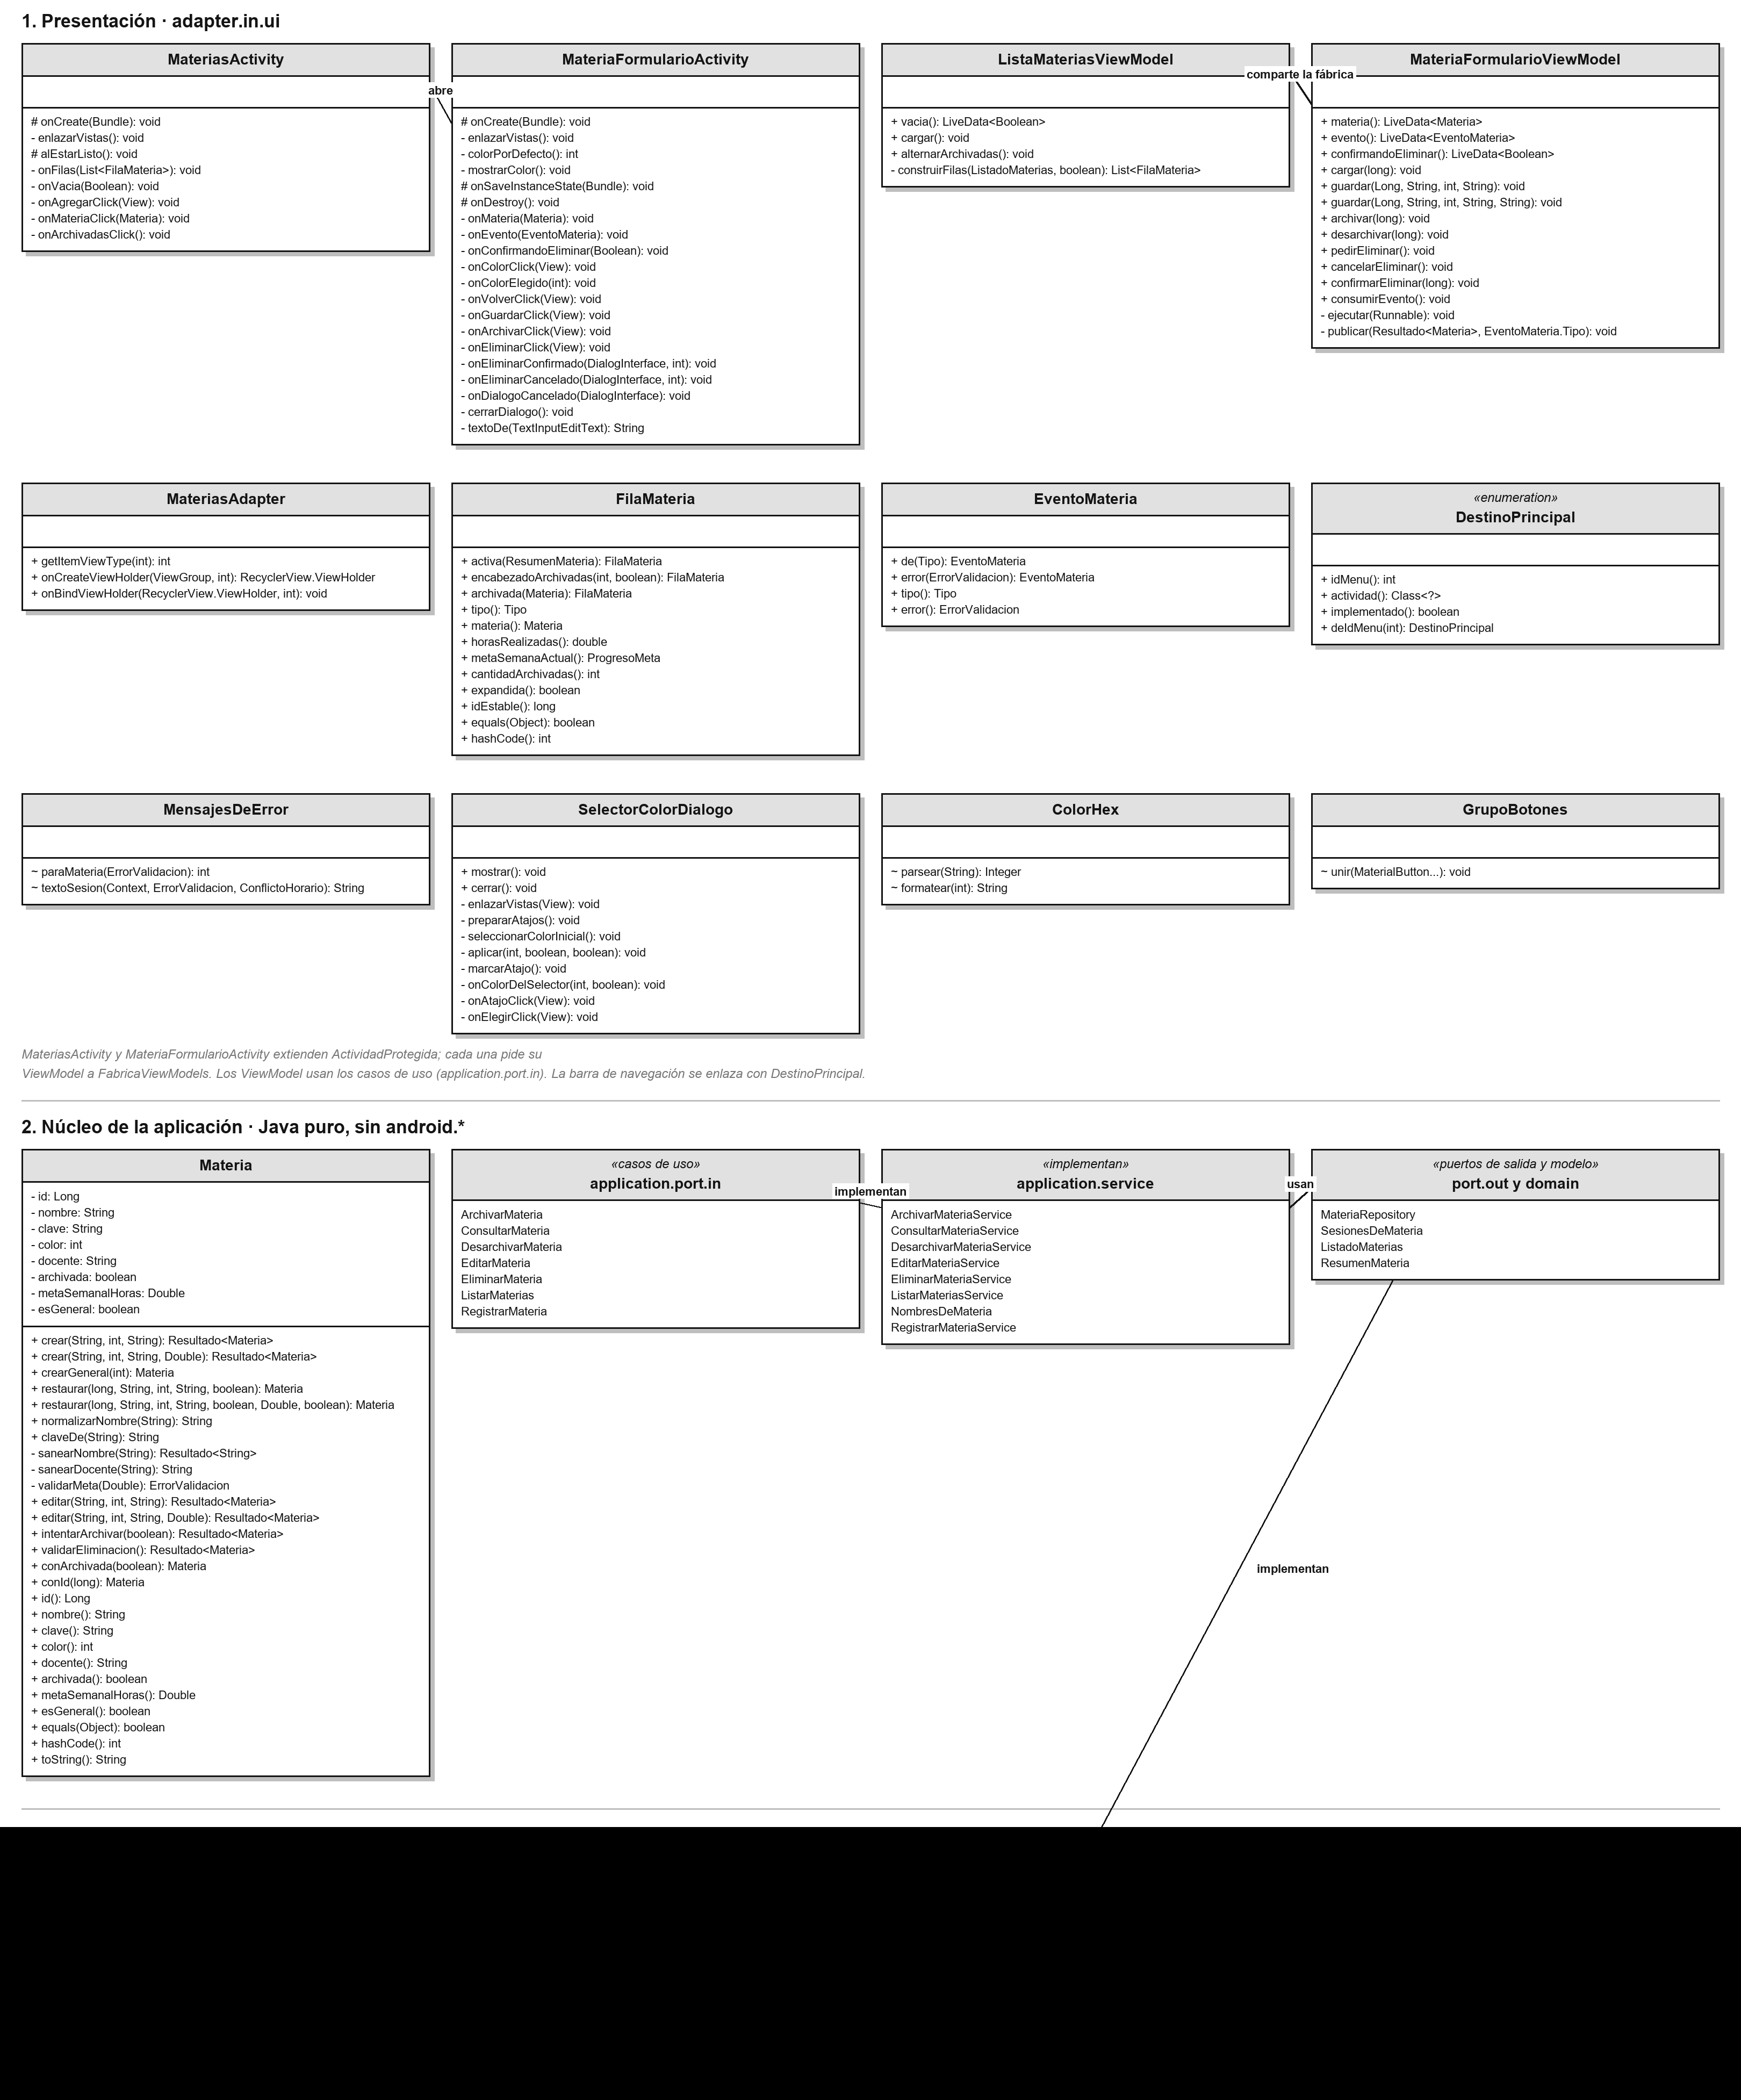 1. Presentación · adapter.in.ui
MateriasActivity
# onCreate(Bundle): void
- enlazarVistas(): void
# alEstarListo(): void
- onFilas(List<FilaMateria>): void
- onVacia(Boolean): void
- onAgregarClick(View): void
- onMateriaClick(Materia): void
- onArchivadasClick(): void
abre
MateriaFormularioActivity
# onCreate(Bundle): void
- enlazarVistas(): void
- colorPorDefecto(): int
- mostrarColor(): void
# onSaveInstanceState(Bundle): void
# onDestroy(): void
- onMateria(Materia): void
- onEvento(EventoMateria): void
- onConfirmandoEliminar(Boolean): void
- onColorClick(View): void
- onColorElegido(int): void
- onVolverClick(View): void
- onGuardarClick(View): void
- onArchivarClick(View): void
- onEliminarClick(View): void
- onEliminarConfirmado(DialogInterface, int): void
- onEliminarCancelado(DialogInterface, int): void
- onDialogoCancelado(DialogInterface): void
- cerrarDialogo(): void
- textoDe(TextInputEditText): String
ListaMateriasViewModel
+ vacia(): LiveData<Boolean>
+ cargar(): void
+ alternarArchivadas(): void
- construirFilas(ListadoMaterias, boolean): List<FilaMateria>
comparte la fábrica
MateriaFormularioViewModel
+ materia(): LiveData<Materia>
+ evento(): LiveData<EventoMateria>
+ confirmandoEliminar(): LiveData<Boolean>
+ cargar(long): void
+ guardar(Long, String, int, String): void
+ guardar(Long, String, int, String, String): void
+ archivar(long): void
+ desarchivar(long): void
+ pedirEliminar(): void
+ cancelarEliminar(): void
+ confirmarEliminar(long): void
+ consumirEvento(): void
- ejecutar(Runnable): void
- publicar(Resultado<Materia>, EventoMateria.Tipo): void
MateriasAdapter
+ getItemViewType(int): int
+ onCreateViewHolder(ViewGroup, int): RecyclerView.ViewHolder
+ onBindViewHolder(RecyclerView.ViewHolder, int): void
FilaMateria
+ activa(ResumenMateria): FilaMateria
+ encabezadoArchivadas(int, boolean): FilaMateria
+ archivada(Materia): FilaMateria
+ tipo(): Tipo
+ materia(): Materia
+ horasRealizadas(): double
+ metaSemanaActual(): ProgresoMeta
+ cantidadArchivadas(): int
+ expandida(): boolean
+ idEstable(): long
+ equals(Object): boolean
+ hashCode(): int
EventoMateria
+ de(Tipo): EventoMateria
+ error(ErrorValidacion): EventoMateria
+ tipo(): Tipo
+ error(): ErrorValidacion
«enumeration»
DestinoPrincipal
+ idMenu(): int
+ actividad(): Class<?>
+ implementado(): boolean
+ deIdMenu(int): DestinoPrincipal
MensajesDeError
~ paraMateria(ErrorValidacion): int
~ textoSesion(Context, ErrorValidacion, ConflictoHorario): String
SelectorColorDialogo
+ mostrar(): void
+ cerrar(): void
- enlazarVistas(View): void
- prepararAtajos(): void
- seleccionarColorInicial(): void
- aplicar(int, boolean, boolean): void
- marcarAtajo(): void
- onColorDelSelector(int, boolean): void
- onAtajoClick(View): void
- onElegirClick(View): void
ColorHex
~ parsear(String): Integer
~ formatear(int): String
GrupoBotones
~ unir(MaterialButton...): void
MateriasActivity y MateriaFormularioActivity extienden ActividadProtegida; cada una pide su
ViewModel a FabricaViewModels. Los ViewModel usan los casos de uso (application.port.in). La barra de navegación se enlaza con DestinoPrincipal.
2. Núcleo de la aplicación · Java puro, sin android.*
Materia
- id: Long
- nombre: String
- clave: String
- color: int
- docente: String
- archivada: boolean
- metaSemanalHoras: Double
- esGeneral: boolean
+ crear(String, int, String): Resultado<Materia>
+ crear(String, int, String, Double): Resultado<Materia>
+ crearGeneral(int): Materia
+ restaurar(long, String, int, String, boolean): Materia
+ restaurar(long, String, int, String, boolean, Double, boolean): Materia
+ normalizarNombre(String): String
+ claveDe(String): String
- sanearNombre(String): Resultado<String>
- sanearDocente(String): String
- validarMeta(Double): ErrorValidacion
+ editar(String, int, String): Resultado<Materia>
+ editar(String, int, String, Double): Resultado<Materia>
+ intentarArchivar(boolean): Resultado<Materia>
+ validarEliminacion(): Resultado<Materia>
+ conArchivada(boolean): Materia
+ conId(long): Materia
+ id(): Long
+ nombre(): String
+ clave(): String
+ color(): int
+ docente(): String
+ archivada(): boolean
+ metaSemanalHoras(): Double
+ esGeneral(): boolean
+ equals(Object): boolean
+ hashCode(): int
+ toString(): String
«casos de uso»
application.port.in
ArchivarMateria
ConsultarMateria
DesarchivarMateria
EditarMateria
EliminarMateria
ListarMaterias
RegistrarMateria
implementan
«implementan»
application.service
ArchivarMateriaService
ConsultarMateriaService
DesarchivarMateriaService
EditarMateriaService
EliminarMateriaService
ListarMateriasService
NombresDeMateria
RegistrarMateriaService
usan
«puertos de salida y modelo»
port.out y domain
MateriaRepository
SesionesDeMateria
ListadoMaterias
ResumenMateria
implementan